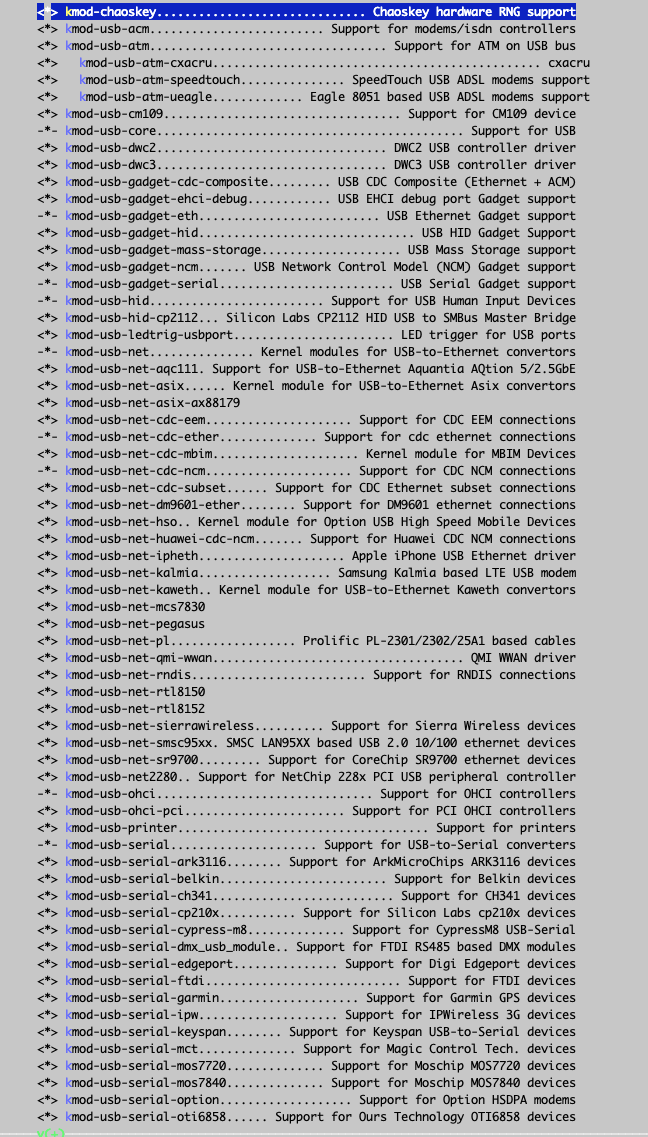 <*> kmod-chaoskey.............................. Chaoskey hardware RNG support
<*> kmod-usb-acm......................... Support for modems/isdn controllers
<*> kmod-usb-atm................................... Support for ATM on USB bus
<*>   kmod-usb-atm-cxacru........................................... cxacru
<*>   kmod-usb-atm-speedtouch............... SpeedTouch USB ADSL modems support
<*>   kmod-usb-atm-ueagle............. Eagle 8051 based USB ADSL modems support
<*> kmod-usb-cm109.................................. Support for CM109 device
-*- kmod-usb-core............................................ Support for USB
<*> kmod-usb-dwc2................................. DWC2 USB controller driver
<*> kmod-usb-dwc3................................. DWC3 USB controller driver
<*> kmod-usb-gadget-cdc-composite......... USB CDC Composite (Ethernet + ACM)
<*> kmod-usb-gadget-ehci-debug............ USB EHCI debug port Gadget support
-*- kmod-usb-gadget-eth........................... USB Ethernet Gadget support
<*> kmod-usb-gadget-hid............................... USB HID Gadget support
<*> kmod-usb-gadget-mass-storage.................... USB Mass Storage support
<*> kmod-usb-gadget-ncm....... USB Network Control Model (NCM) Gadget support
-*- kmod-usb-gadget-serial......................... USB Serial Gadget support
-*- kmod-usb-hid......................... Support for USB Human Input Devices
<*> kmod-usb-hid-cp2112... Silicon Labs CP2112 HID USB to SMBus Master Bridge
<*> kmod-usb-ledtrig-usbport....................... LED trigger for USB ports
-*- kmod-usb-net............... Kernel modules for USB-to-Ethernet convertors
<*> kmod-usb-net-aqc111. Support for USB-to-Ethernet Aquantia AQtion 5/2.5GbE
<*> kmod-usb-net-asix...... Kernel module for USB-to-Ethernet Asix convertors
<*> kmod-usb-net-asix-ax88179
<*> kmod-usb-net-cdc-eem..................... Support for CDC EEM connections
-*- kmod-usb-net-cdc-ether.............. Support for cdc ethernet connections
<*> kmod-usb-net-cdc-mbim..................... Kernel module for MBIM Devices
-*- kmod-usb-net-cdc-ncm..................... Support for CDC NCM connections
<*> kmod-usb-net-cdc-subset...... Support for CDC Ethernet subset connections
<*> kmod-usb-net-dm9601-ether........ Support for DM9601 ethernet connections
<*> kmod-usb-net-hso.. Kernel module for Option USB High Speed Mobile Devices
<*> kmod-usb-net-huawei-cdc-ncm....... Support for Huawei CDC NCM connections
<*> kmod-usb-net-ipheth..................... Apple iPhone USB Ethernet driver
<*> kmod-usb-net-kalmia................... Samsung Kalmia based LTE USB modem
<*> kmod-usb-net-kaweth.. Kernel module for USB-to-Ethernet Kaweth convertors
<*> kmod-usb-net-mcs7830
<*> kmod-usb-net-pegasus
<*> kmod-usb-net-pl.................. Prolific PL-2301/2302/25A1 based cables
<*> kmod-usb-net-qmi-wwan.................................... QMI WWAN driver
<*> kmod-usb-net-rndis......................... Support for RNDIS connections
<*> kmod-usb-net-rtl8150
<*> kmod-usb-net-rtl8152
<*> kmod-usb-net-sierrawireless.......... Support for Sierra Wireless devices
<*> kmod-usb-net-smsc95xx. SMSC LAN95XX based USB 2.0 10/100 ethernet devices
<*> kmod-usb-net-sr9700......... Support for CoreChip SR9700 ethernet devices
<*> kmod-usb-net2280.. Support for NetChip 228x PCI USB peripheral controller
-*- kmod-usb-ohci............................... Support for OHCI controllers
<*> kmod-usb-ohci-pci....................... Support for PCI OHCI controllers
<*> kmod-usb-printer.................................... Support for printers
-*- kmod-usb-serial..................... Support for USB-to-Serial converters
<*> kmod-usb-serial-ark3116........ Support for ArkMicroChips ARK3116 devices
<*> kmod-usb-serial-belkin........................ Support for Belkin devices
<*> kmod-usb-serial-ch341.......................... Support for CH341 devices
<*> kmod-usb-serial-cp210x........... Support for Silicon Labs cp210x devices
<*> kmod-usb-serial-cypress-m8.......... Support for CypressM8 USB-Serial
<*> kmod-usb-serial-dmx_usb_module.. Support for FTDI RS485 based DMX modules
<*> kmod-usb-serial-edgeport................ Support for Digi Edgeport devices
<*> kmod-usb-serial-ftdi............................ Support for FTDI devices
<*> kmod-usb-serial-garmin.................... Support for Garmin GPS devices
<*> kmod-usb-serial-ipw.................... Support for IPWireless 3G devices
<*> kmod-usb-serial-keyspan........ Support for Keyspan USB-to-Serial devices
<*> kmod-usb-serial-mct.............. Support for Magic Control Tech. devices
<*> kmod-usb-serial-mos7720............... Support for Moschip MOS7720 devices
<*> kmod-usb-serial-mos7840............... Support for Moschip MOS7840 devices
<*> kmod-usb-serial-option................... Support for Option HSDPA modems
<*> kmod-usb-serial-oti6858...... Support for Ours Technology OTI6858 devices